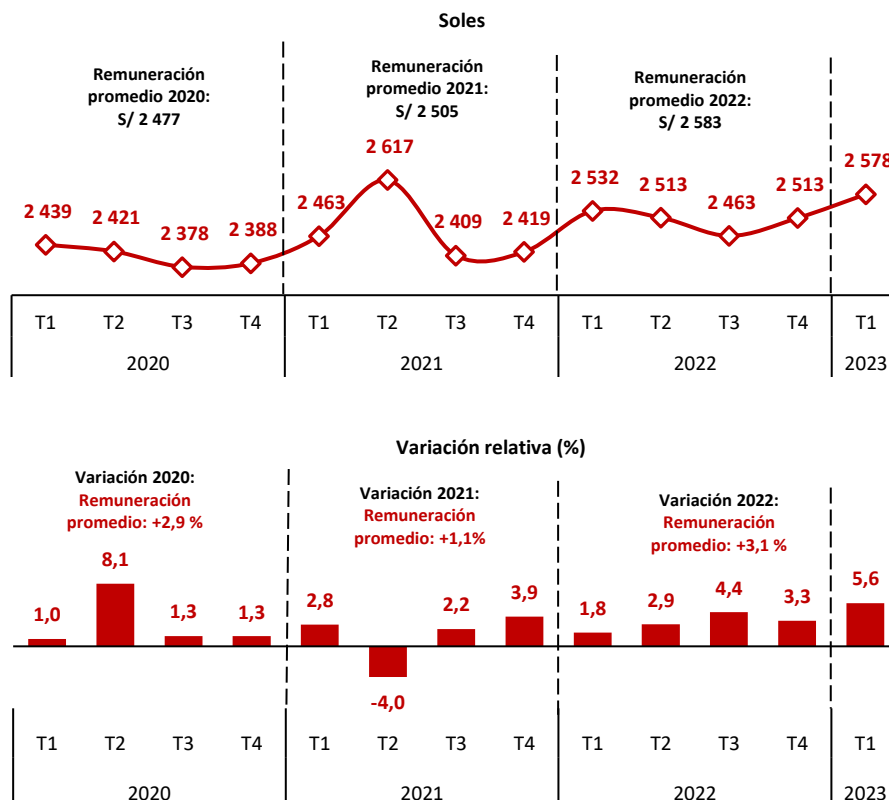 Soles
Remuneración
promedio 2020:
S/ 2 477
Remuneración
promedio 2021:
S/ 2 505
Remuneración
promedio 2022:
S/ 2 583
2 439
2 421
2 378
2 388
2 463
2 617
2 409
2 419
2 532
2 513
2 463
2 513
2 578
T1 T2 T3 T4 T1 T2 T3 T4 T1 T2 T3 T4 T1
2020 2021 2022 2023
Variación relativa (%)
Variación 2020:
Remuneración
promedio: +2,9 %
Variación 2021:
Remuneración
promedio: +1,1%
Variación 2022:
Remuneración
promedio: +3,1 %
1,0
8,1
1,3
1,3
2,8
-4,0
2,2
3,9
1,8
2,9
4,4
3,3
5,6
T1 T2 T3 T4 T1 T2 T3 T4 T1 T2 T3 T4 T1
2020 2021 2022 2023